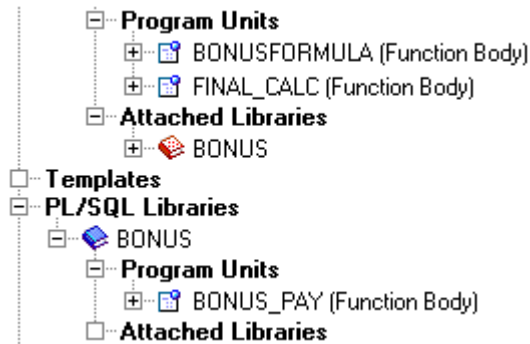 Program Units
BONUSFORMULA (Function Body)
FINAL_CALC (Function Body)
Attached Libraries
BONUS
Templates
PL/SQL Libraries
BONUS
Program Units
BONUS_PAY (Function Body)
Attached Libraries